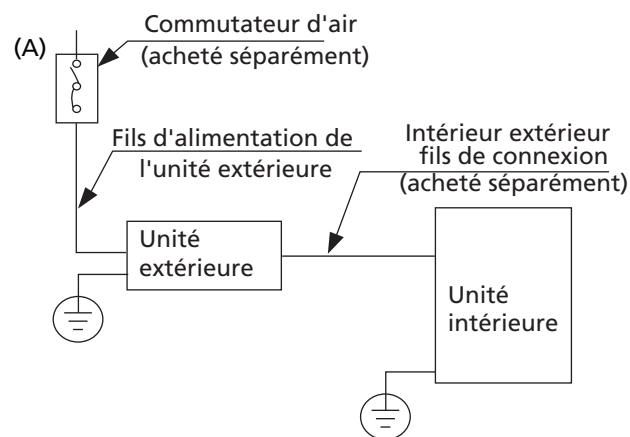 (A)
Commutateur d'air
(acheté séparément)
Fils d'alimentation de
l'unité extérieure
Intérieur extérieur
fils de connexion
(acheté séparément)
Unité
extérieure
Unité
intérieure